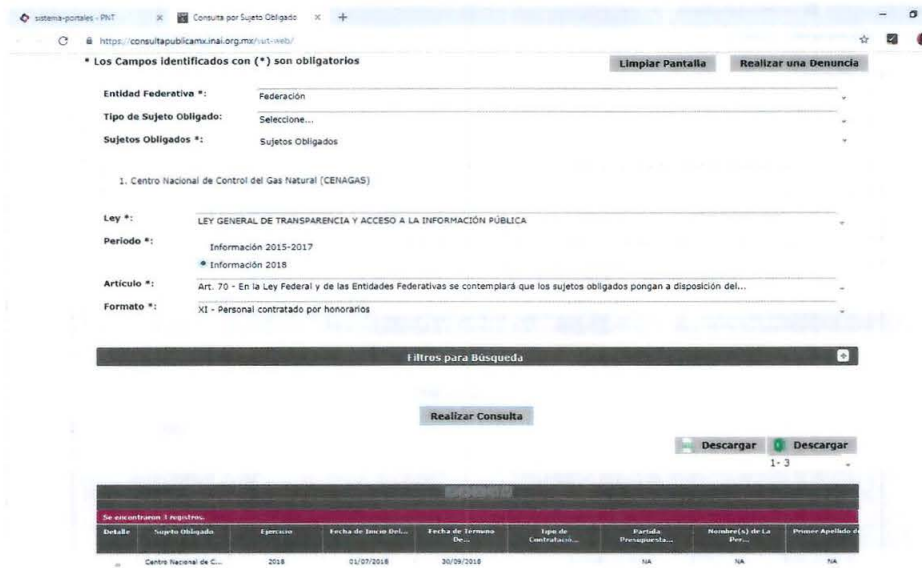 sistema-portales - PNT
Consulta por Sujeto Obligado
https://consultapublicamx.inai.org.mx/vut-web/
* Los Campos identificados con (*) son obligatorios
Limpiar Pantalla
Realizar una Denuncia
Entidad Federativa *: Federación
Tipo de Sujeto Obligado: Seleccione...
Sujetos Obligados *: Sujetos Obligados
1. Centro Nacional de Control del Gas Natural (CENAGAS)
Ley *: LEY GENERAL DE TRANSPARENCIA Y ACCESO A LA INFORMACIÓN PÚBLICA
Periodo *: Información 2015-2017
Información 2018
Artículo *: Art. 70 - En la Ley Federal y de las Entidades Federativas se contemplará que los sujetos obligados pongan a disposición del...
Formato *: XI - Personal contratado por honorarios
Filtros para Búsqueda
Realizar Consulta
Descargar Descargar
1- 3
Se encontraron 3 registros.
Detalle Sujeto Obligado Ejercicio Fecha de Inicio Del... Fecha de Término De... Tipo de Contratació... Partida Presupuesta... Nombre(s) de La Per... Primer Apellido de
Centro Nacional de C... 2018 01/07/2018 30/09/2018 NA NA NA